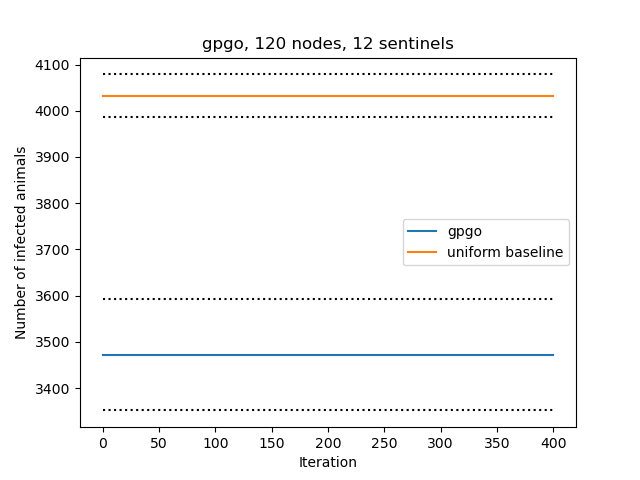 gpgo, 120 nodes, 12 sentinels
4100
4000
3900
3800
3700
3600
3500
3400
Number of infected animals
gpgo
uniform baseline
0 50 100 150 200 250 300 350 400
Iteration